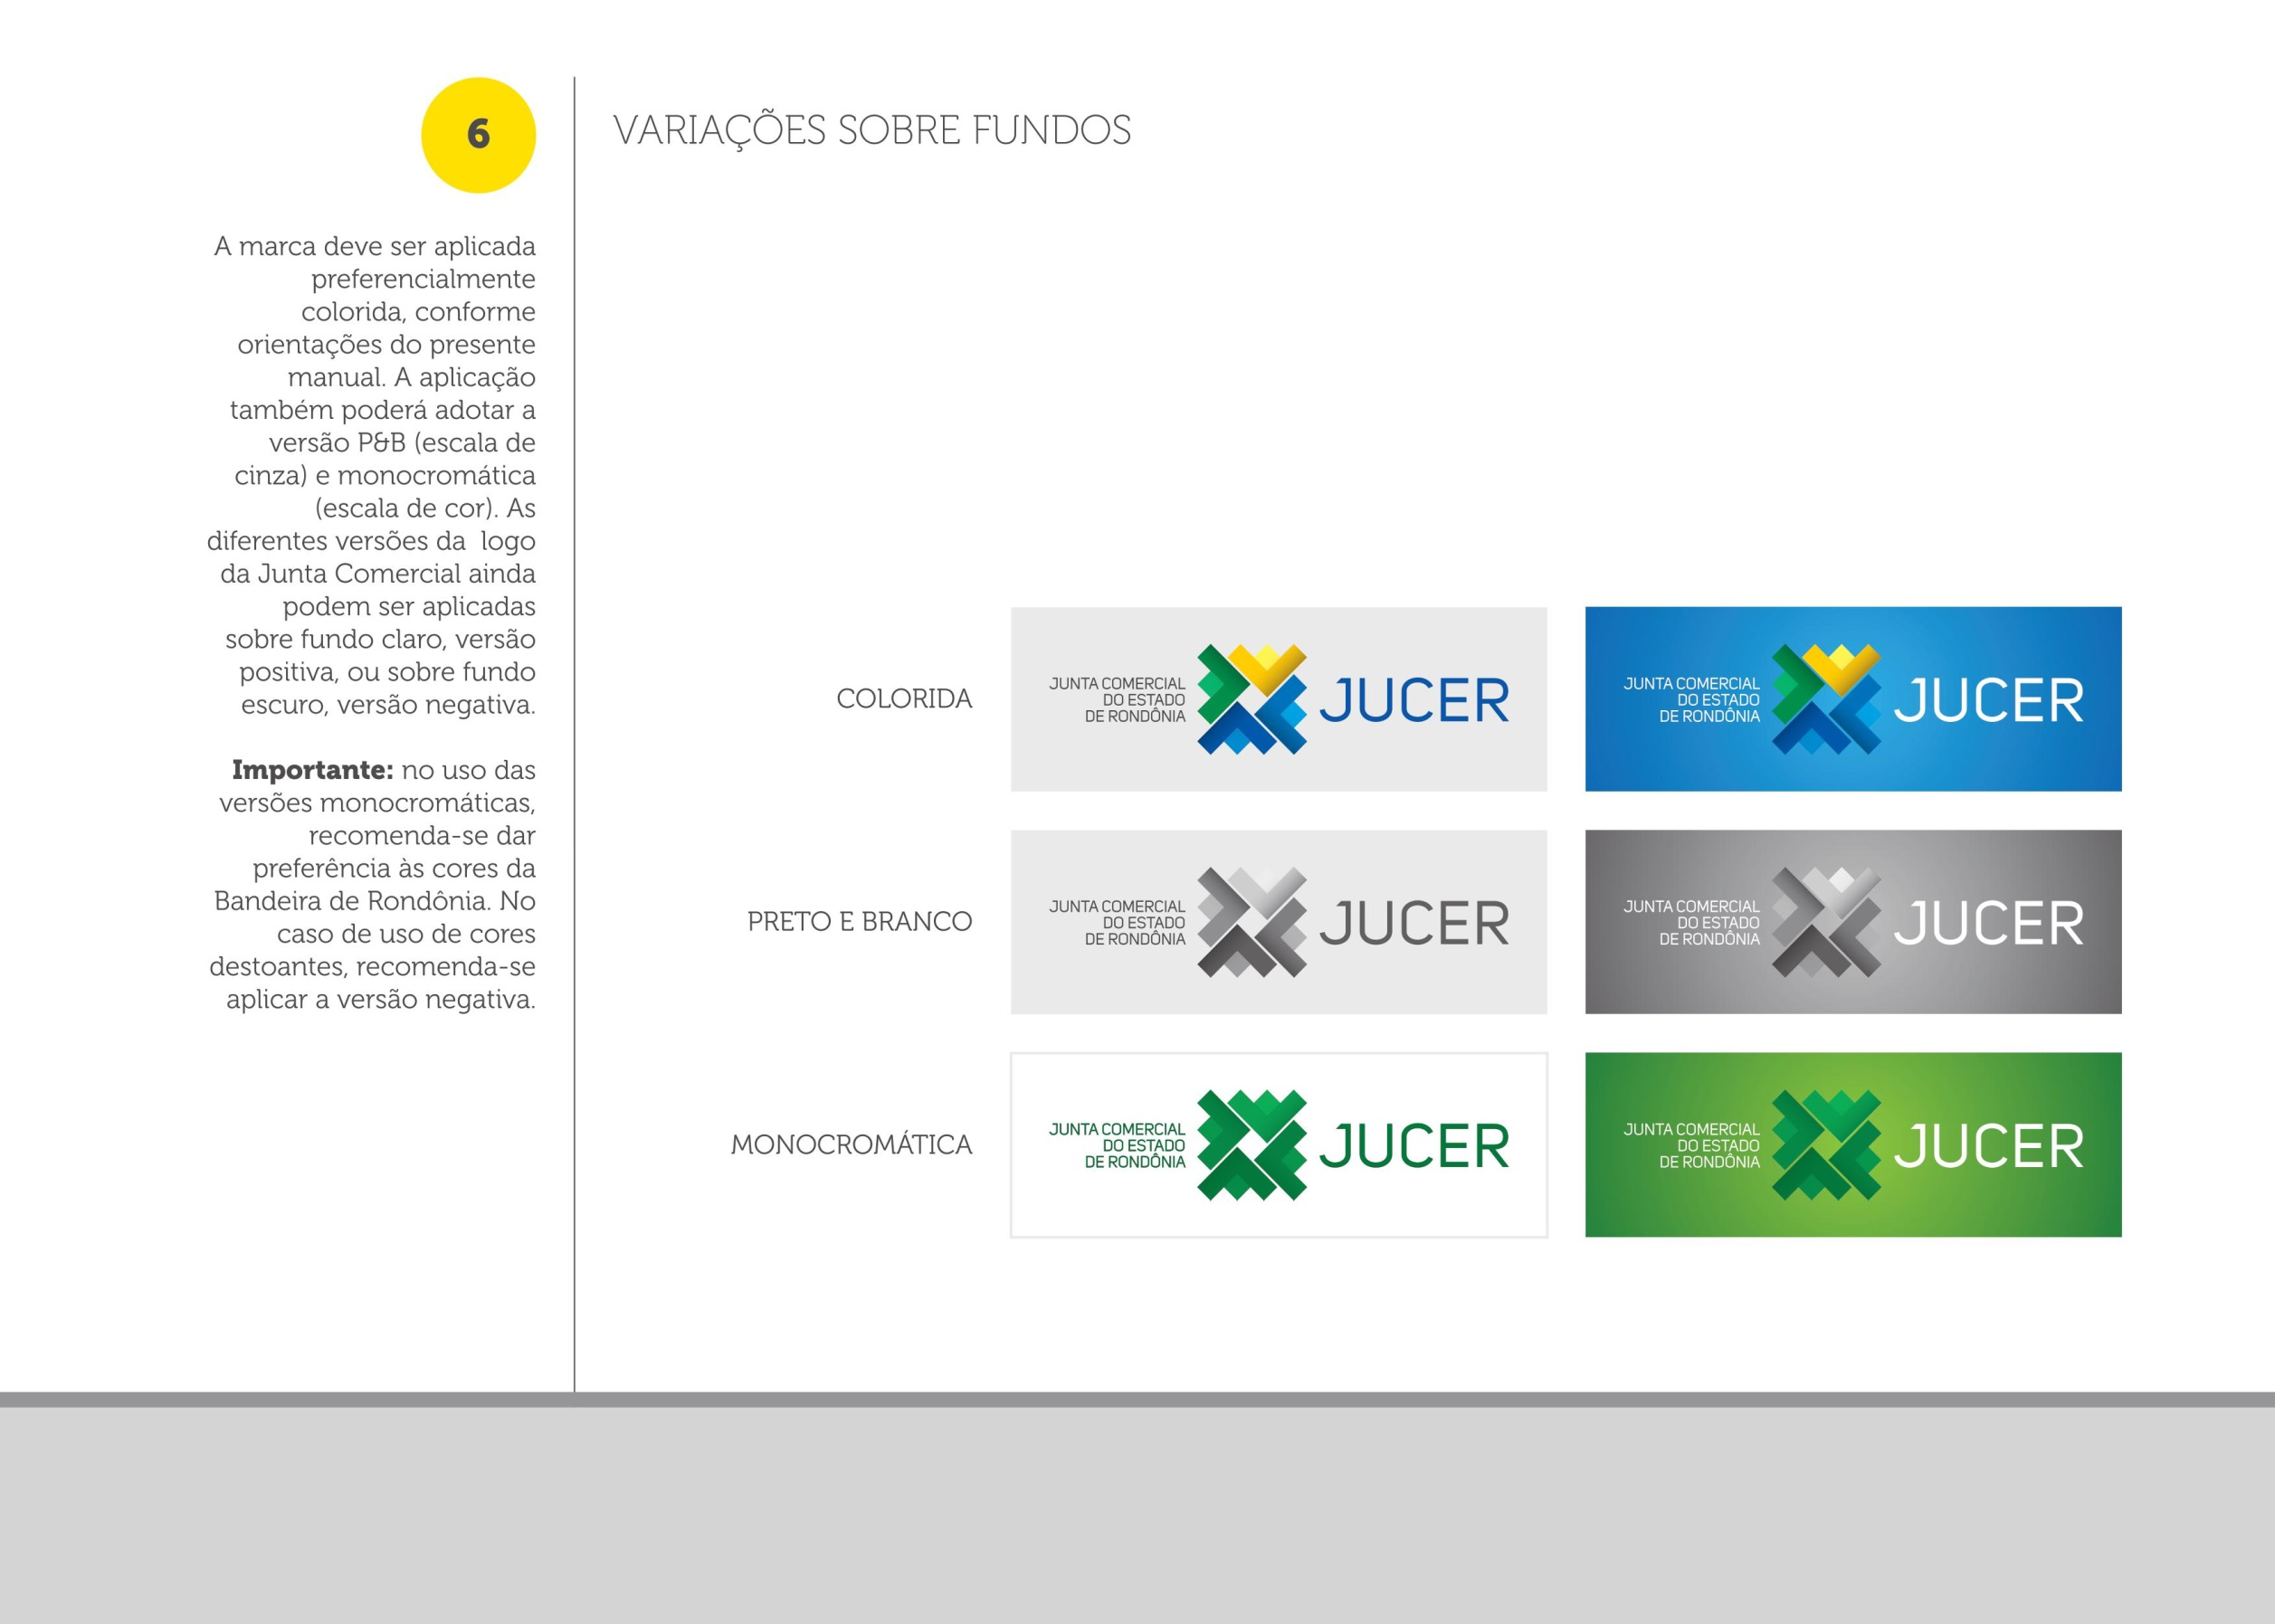 6
VARIAÇÕES SOBRE FUNDOS
A marca deve ser aplicada
preferencialmente
colorida, conforme
orientações do presente
manual. A aplicação
também poderá adotar a
versão P&B (escala de
cinza) e monocromática
(escala de cor). As
diferentes versões da  logo
da Junta Comercial ainda
podem ser aplicadas
sobre fundo claro, versão
positiva, ou sobre fundo
escuro, versão negativa.
Importante: no uso das
versões monocromáticas,
recomenda-se dar
preferência às cores da
Bandeira de Rondônia. No
caso de uso de cores
destoantes, recomenda-se
aplicar a versão negativa.
COLORIDA
JUNTA COMERCIAL
DO ESTADO
DE RONDÔNIA
JUCER
JUNTA COMERCIAL
DO ESTADO
DE RONDÔNIA
JUCER
PRETO E BRANCO
JUNTA COMERCIAL
DO ESTADO
DE RONDÔNIA
JUCER
JUNTA COMERCIAL
DO ESTADO
DE RONDÔNIA
JUCER
MONOCROMÁTICA
JUNTA COMERCIAL
DO ESTADO
DE RONDÔNIA
JUCER
JUNTA COMERCIAL
DO ESTADO
DE RONDÔNIA
JUCER